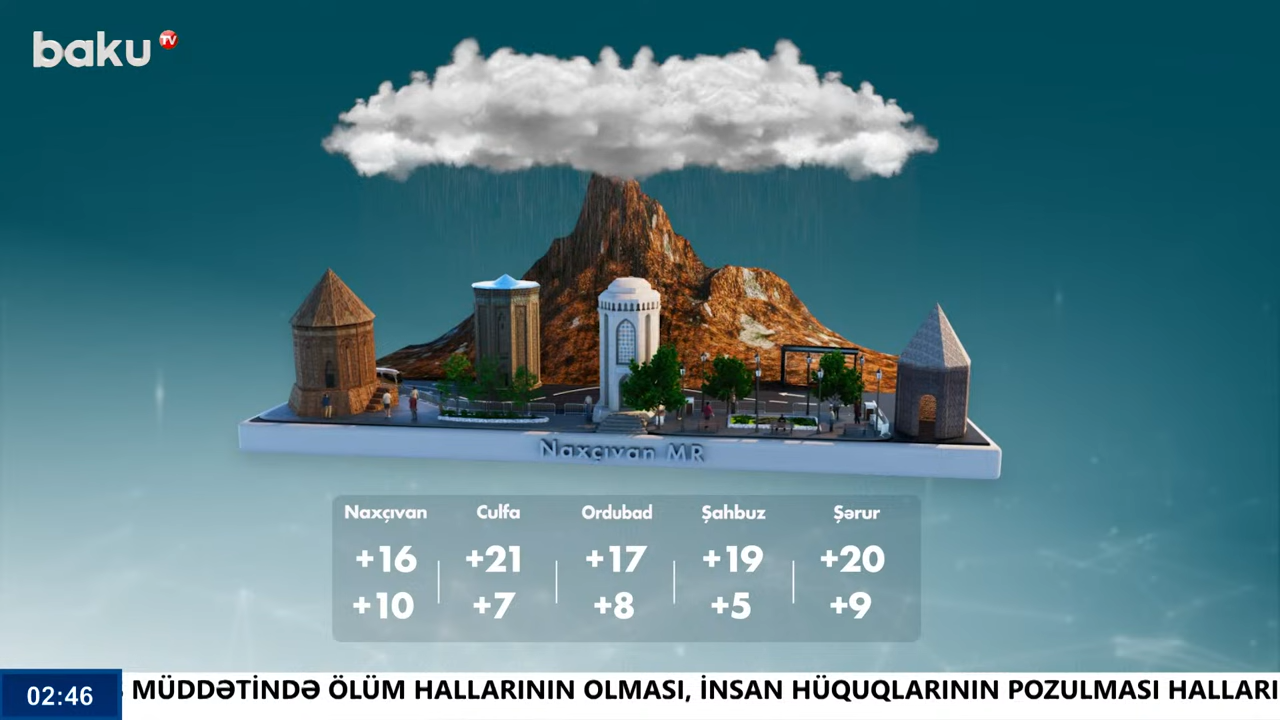 baku TV
Naxçıvan MR
Naxçıvan Culfa Ordubad Şahbuz Şərur
+16 +21 +17 +19 +20
+10 +7 +8 +5 +9
02:46 MÜDDƏTİNDƏ ÖLÜM HALLARININ OLMASI, İNSAN HÜQUQLARININ POZULMASI HALLARI